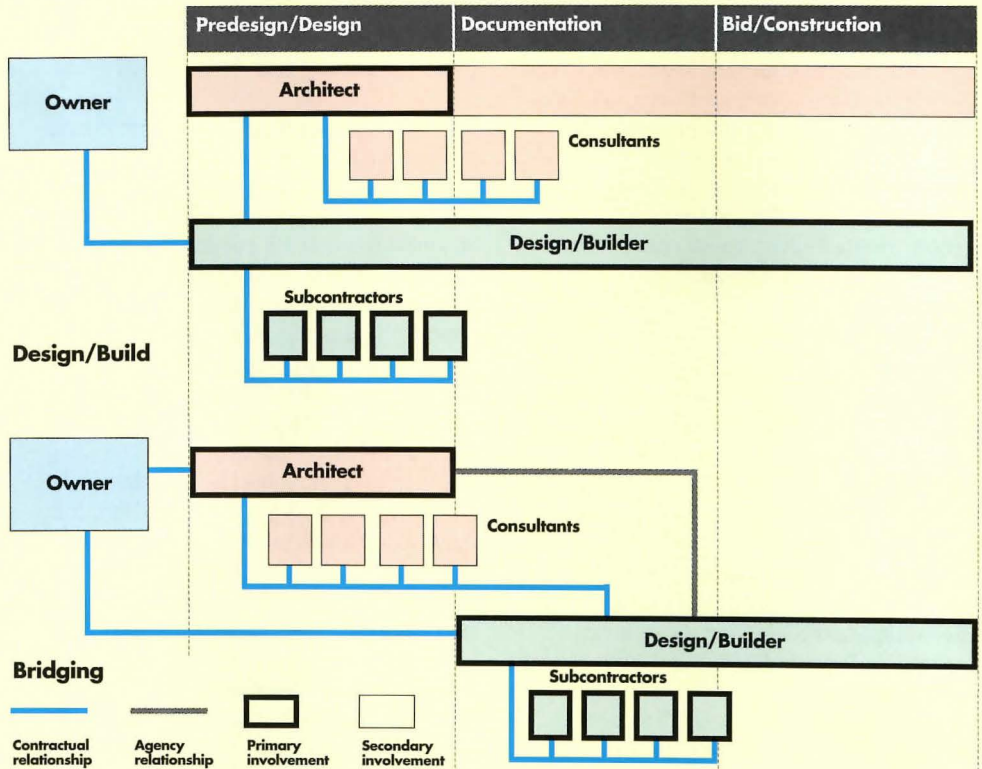 Predesign/Design
Documentation
Bid/Construction
Owner
Architect
Consultants
Design/Builder
Subcontractors
Design/Build
Owner
Architect
Consultants
Design/Builder
Bridging
Subcontractors
Contractual
relationship
Agency
relationship
Primary
involvement
Secondary
involvement